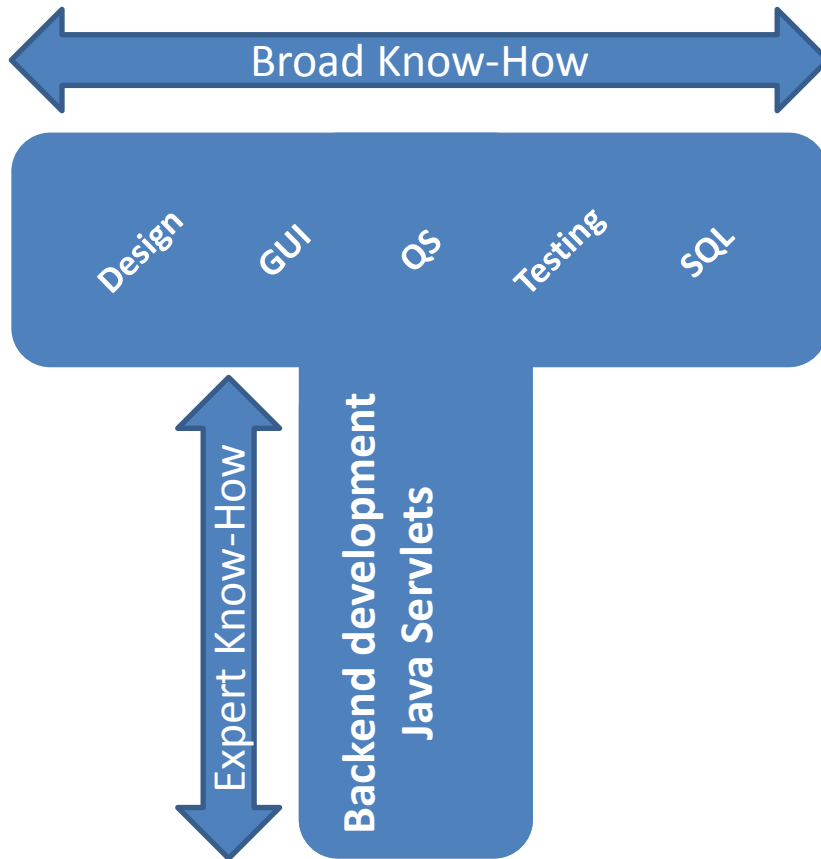 Broad Know-How
Design
GUI
QS
Testing
SQL
Expert Know-How
Backend development
Java Servlets